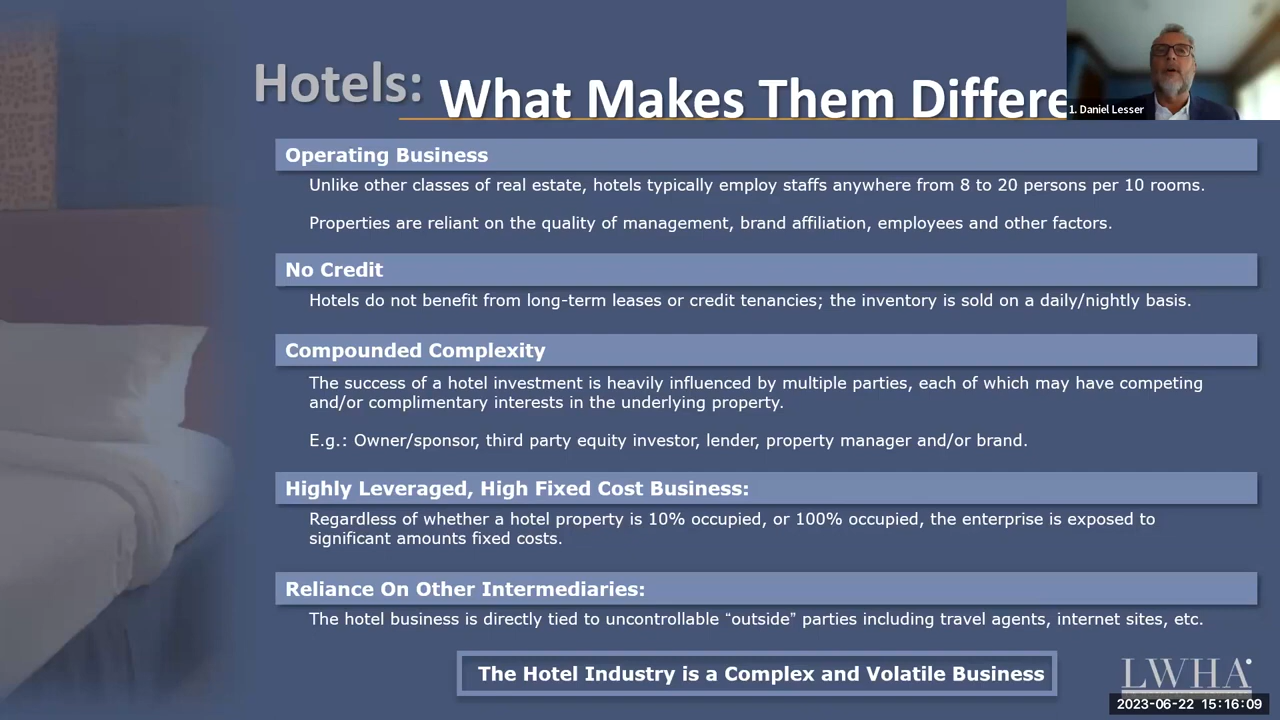 Hotels: What Makes Them Differe
1. Daniel Lesser
Operating Business
Unlike other classes of real estate, hotels typically employ staffs anywhere from 8 to 20 persons per 10 rooms.
Properties are reliant on the quality of management, brand affiliation, employees and other factors.
No Credit
Hotels do not benefit from long-term leases or credit tenancies; the inventory is sold on a daily/nightly basis.
Compounded Complexity
The success of a hotel investment is heavily influenced by multiple parties, each of which may have competing
and/or complimentary interests in the underlying property.
E.g.: Owner/sponsor, third party equity investor, lender, property manager and/or brand.
Highly Leveraged, High Fixed Cost Business:
Regardless of whether a hotel property is 10% occupied, or 100% occupied, the enterprise is exposed to
significant amounts fixed costs.
Reliance On Other Intermediaries:
The hotel business is directly tied to uncontrollable “outside” parties including travel agents, internet sites, etc.
The Hotel Industry is a Complex and Volatile Business
LWHA
2023-06-22 15:16:09